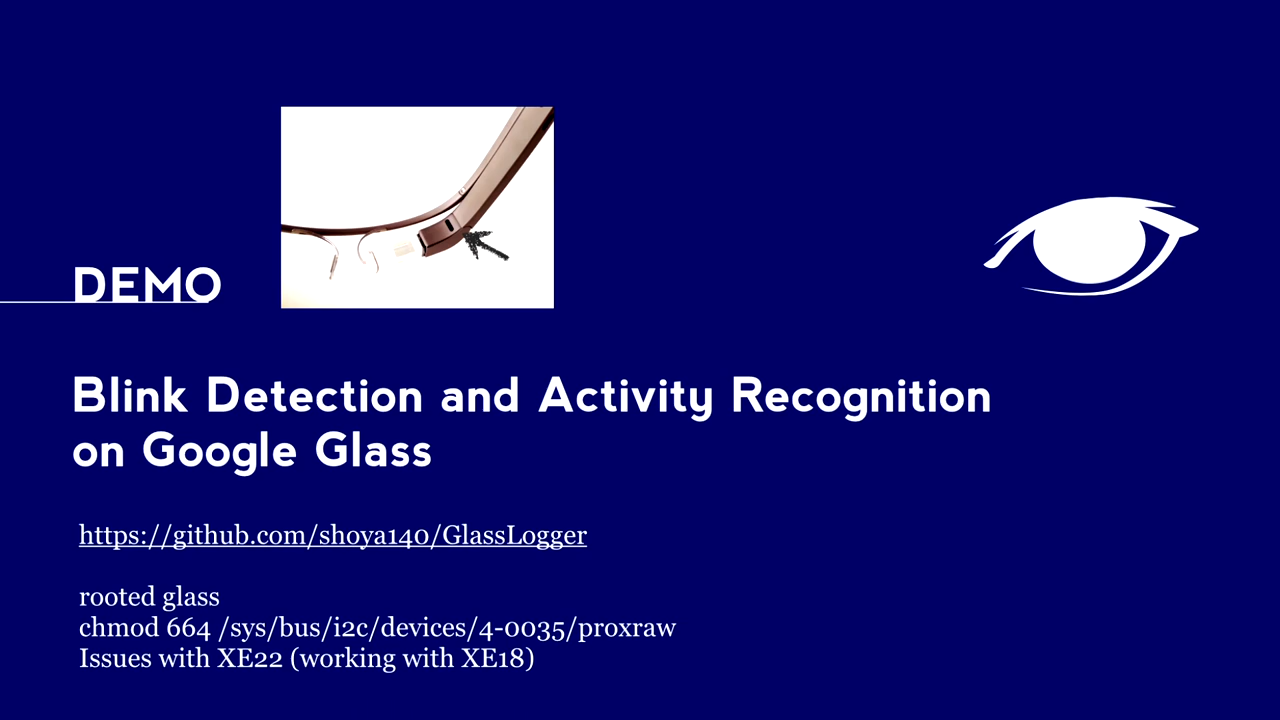 DEMO
Blink Detection and Activity Recognition
on Google Glass
https://github.com/shoya140/GlassLogger
rooted glass
chmod 664 /sys/bus/i2c/devices/4-0035/proxraw
Issues with XE22 (working with XE18)